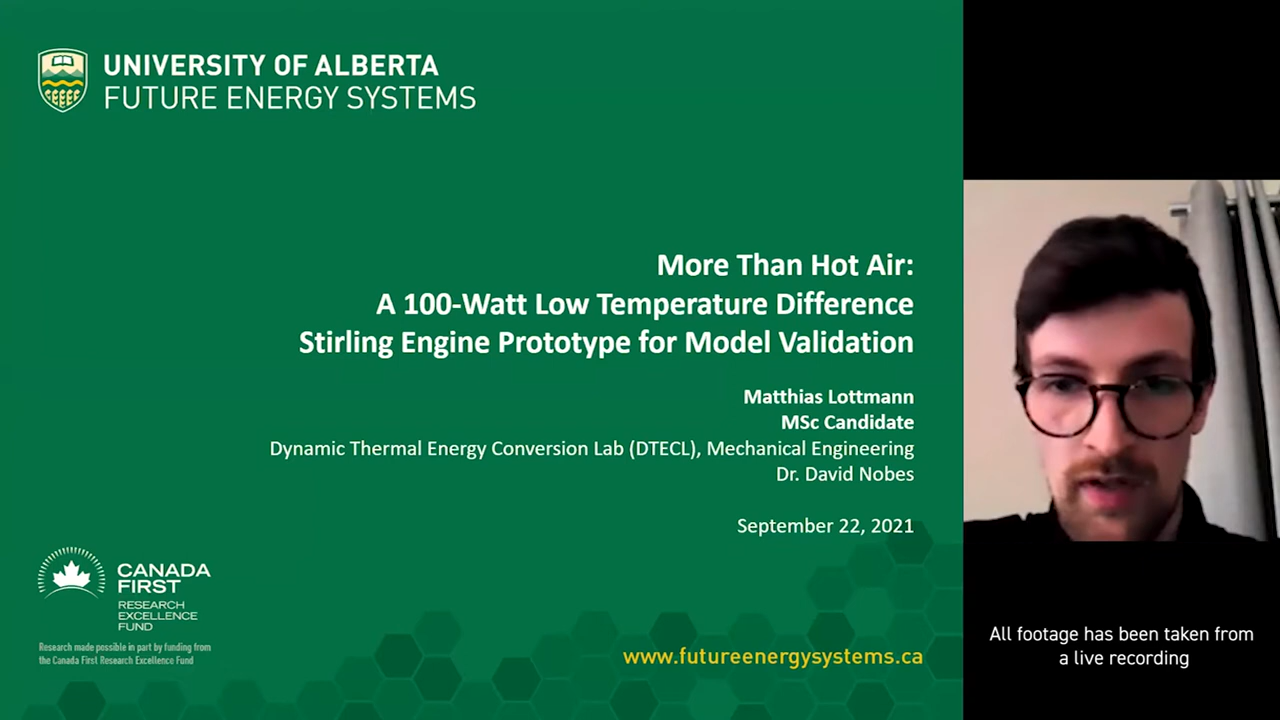 UNIVERSITY OF ALBERTA
FUTURE ENERGY SYSTEMS
More Than Hot Air:
A 100-Watt Low Temperature Difference
Stirling Engine Prototype for Model Validation
Matthias Lottmann
MSc Candidate
Dynamic Thermal Energy Conversion Lab (DTECL), Mechanical Engineering
Dr. David Nobes
September 22, 2021
CANADA
FIRST
RESEARCH
EXCELLENCE
FUND
Research made possible in part by funding from
the Canada First Research Excellence Fund
www.futureenergysystems.ca
All footage has been taken from
a live recording